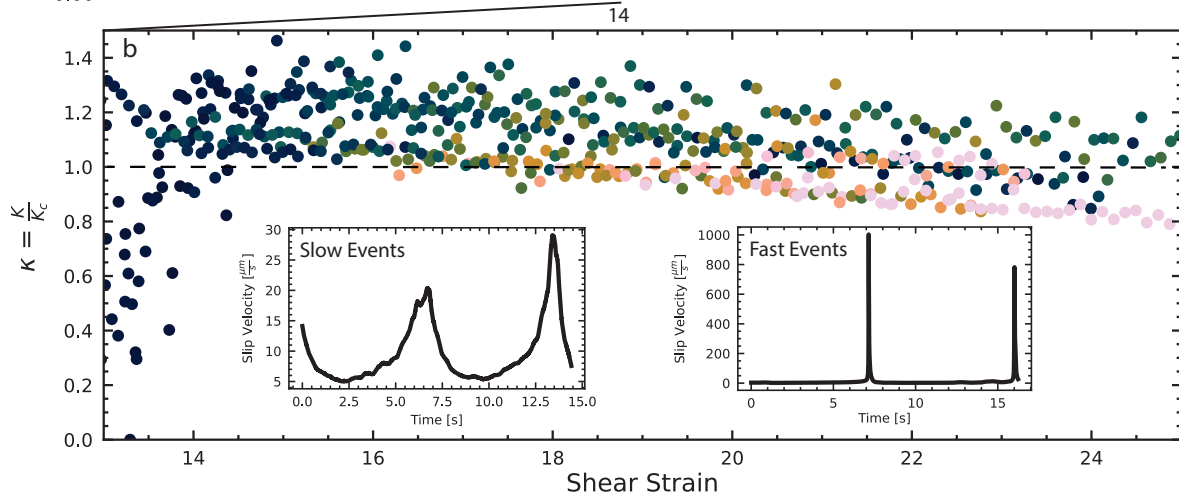 14
b
1.4
1.2
1.0
0.8
0.6
0.4
0.2
0.0
κ = K/K_c
14 16 18 20 22 24
Shear Strain
Slow Events
Slip Velocity [μm/s]
30
25
20
15
10
5
0.0 2.5 5.0 7.5 10.0 12.5 15.0
Time [s]
Fast Events
Slip Velocity [μm/s]
1000
800
600
400
200
0
0 5 10 15
Time [s]